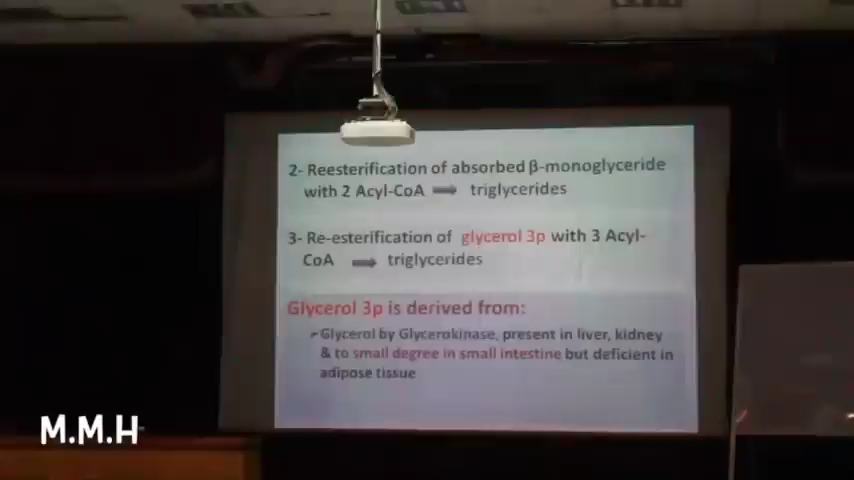 2- Reesterification of absorbed β-monoglyceride
with 2 Acyl-CoA ➡ triglycerides
3- Re-esterification of glycerol 3p with 3 Acyl-
CoA ➡ triglycerides
Glycerol 3p is derived from:
➢Glycerol by Glycerokinase, present in liver, kidney
& to small degree in small intestine but deficient in
adipose tissue
M.M.H